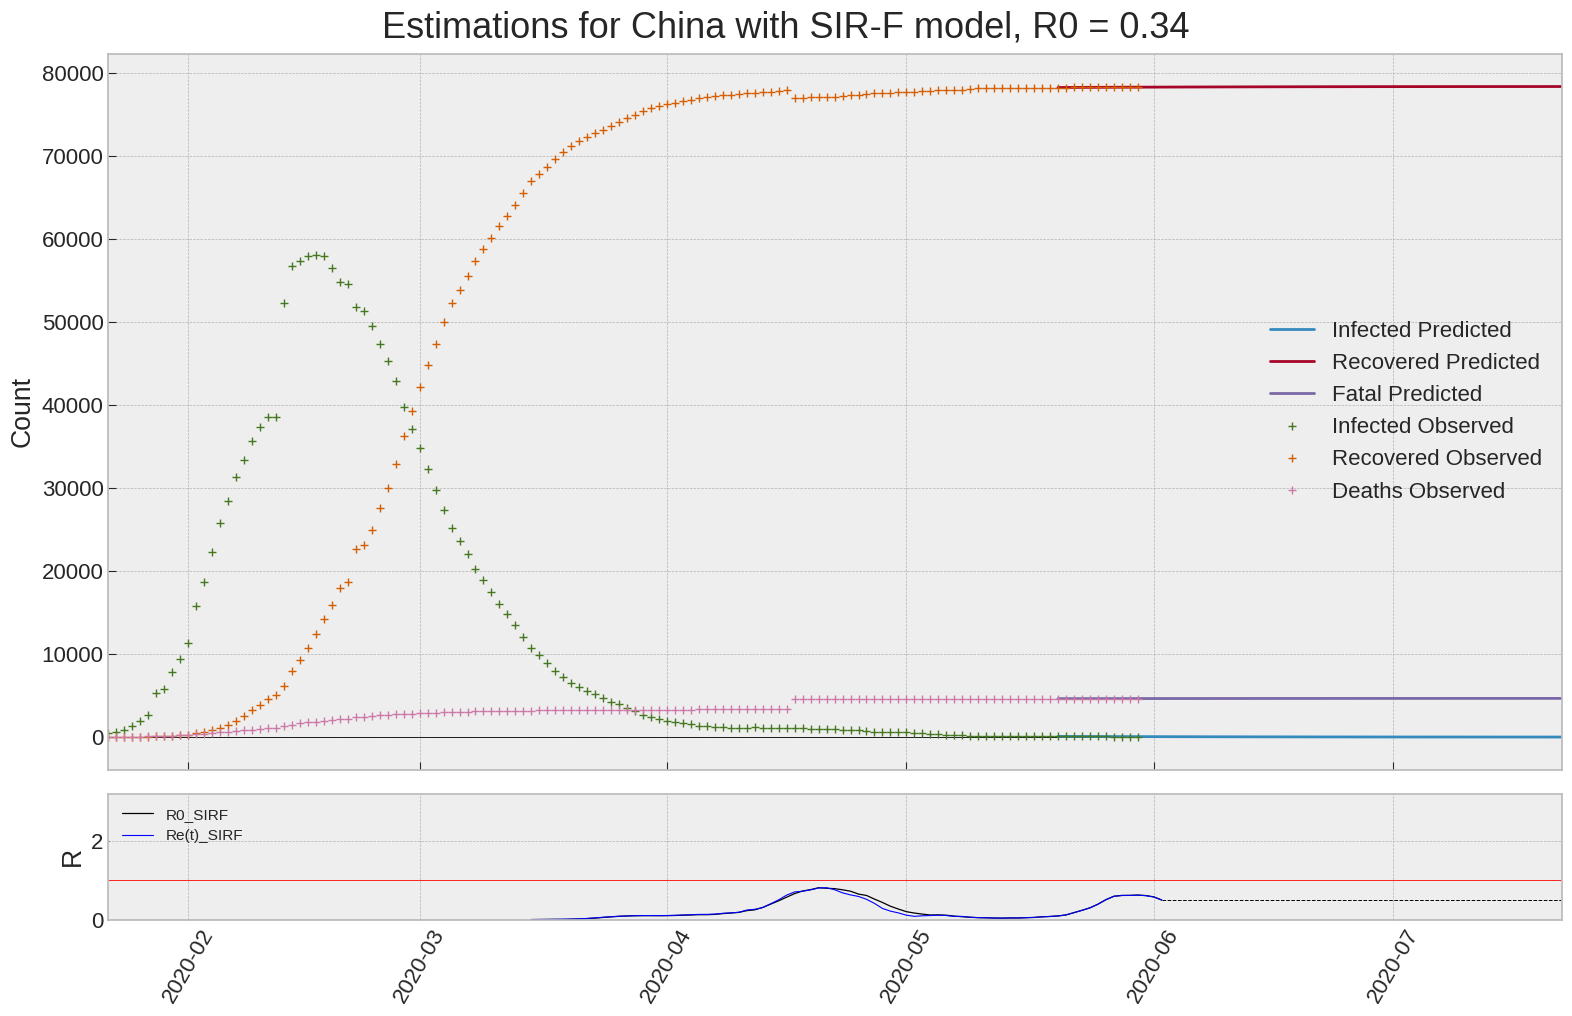 Estimations for China with SIR-F model, R0 = 0.34
80000
70000
60000
50000
40000
30000
20000
10000
0
Count
Infected Predicted
Recovered Predicted
Fatal Predicted
Infected Observed
Recovered Observed
Deaths Observed
R0_SIRF
Re(t)_SIRF
2
0
R
2020-02
2020-03
2020-04
2020-05
2020-06
2020-07